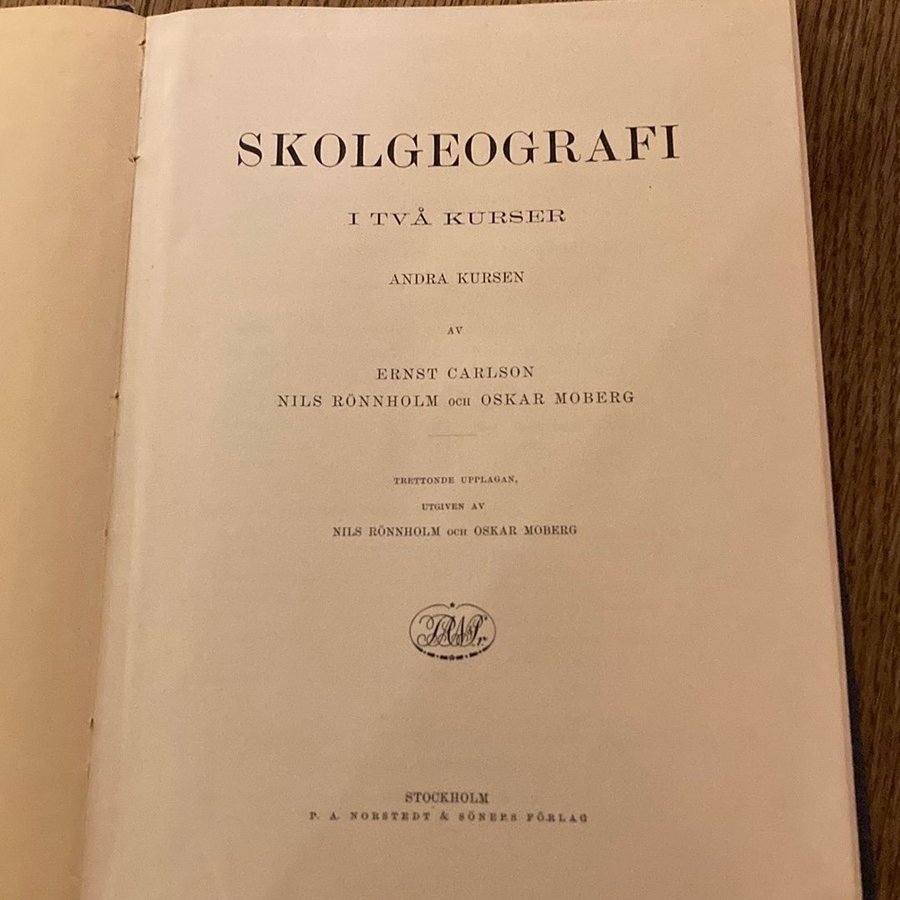 SKOLGEOGRAFI
I TVÅ KURSER
ANDRA KURSEN
AV
ERNST CARLSON
NILS RÖNNHOLM OCH OSKAR MOBERG
TRETTONDE UPPLAGAN,
UTGIVEN AV
NILS RÖNNHOLM OCH OSKAR MOBERG
STOCKHOLM
P. A. NORSTEDT & SÖNERS FÖRLAG